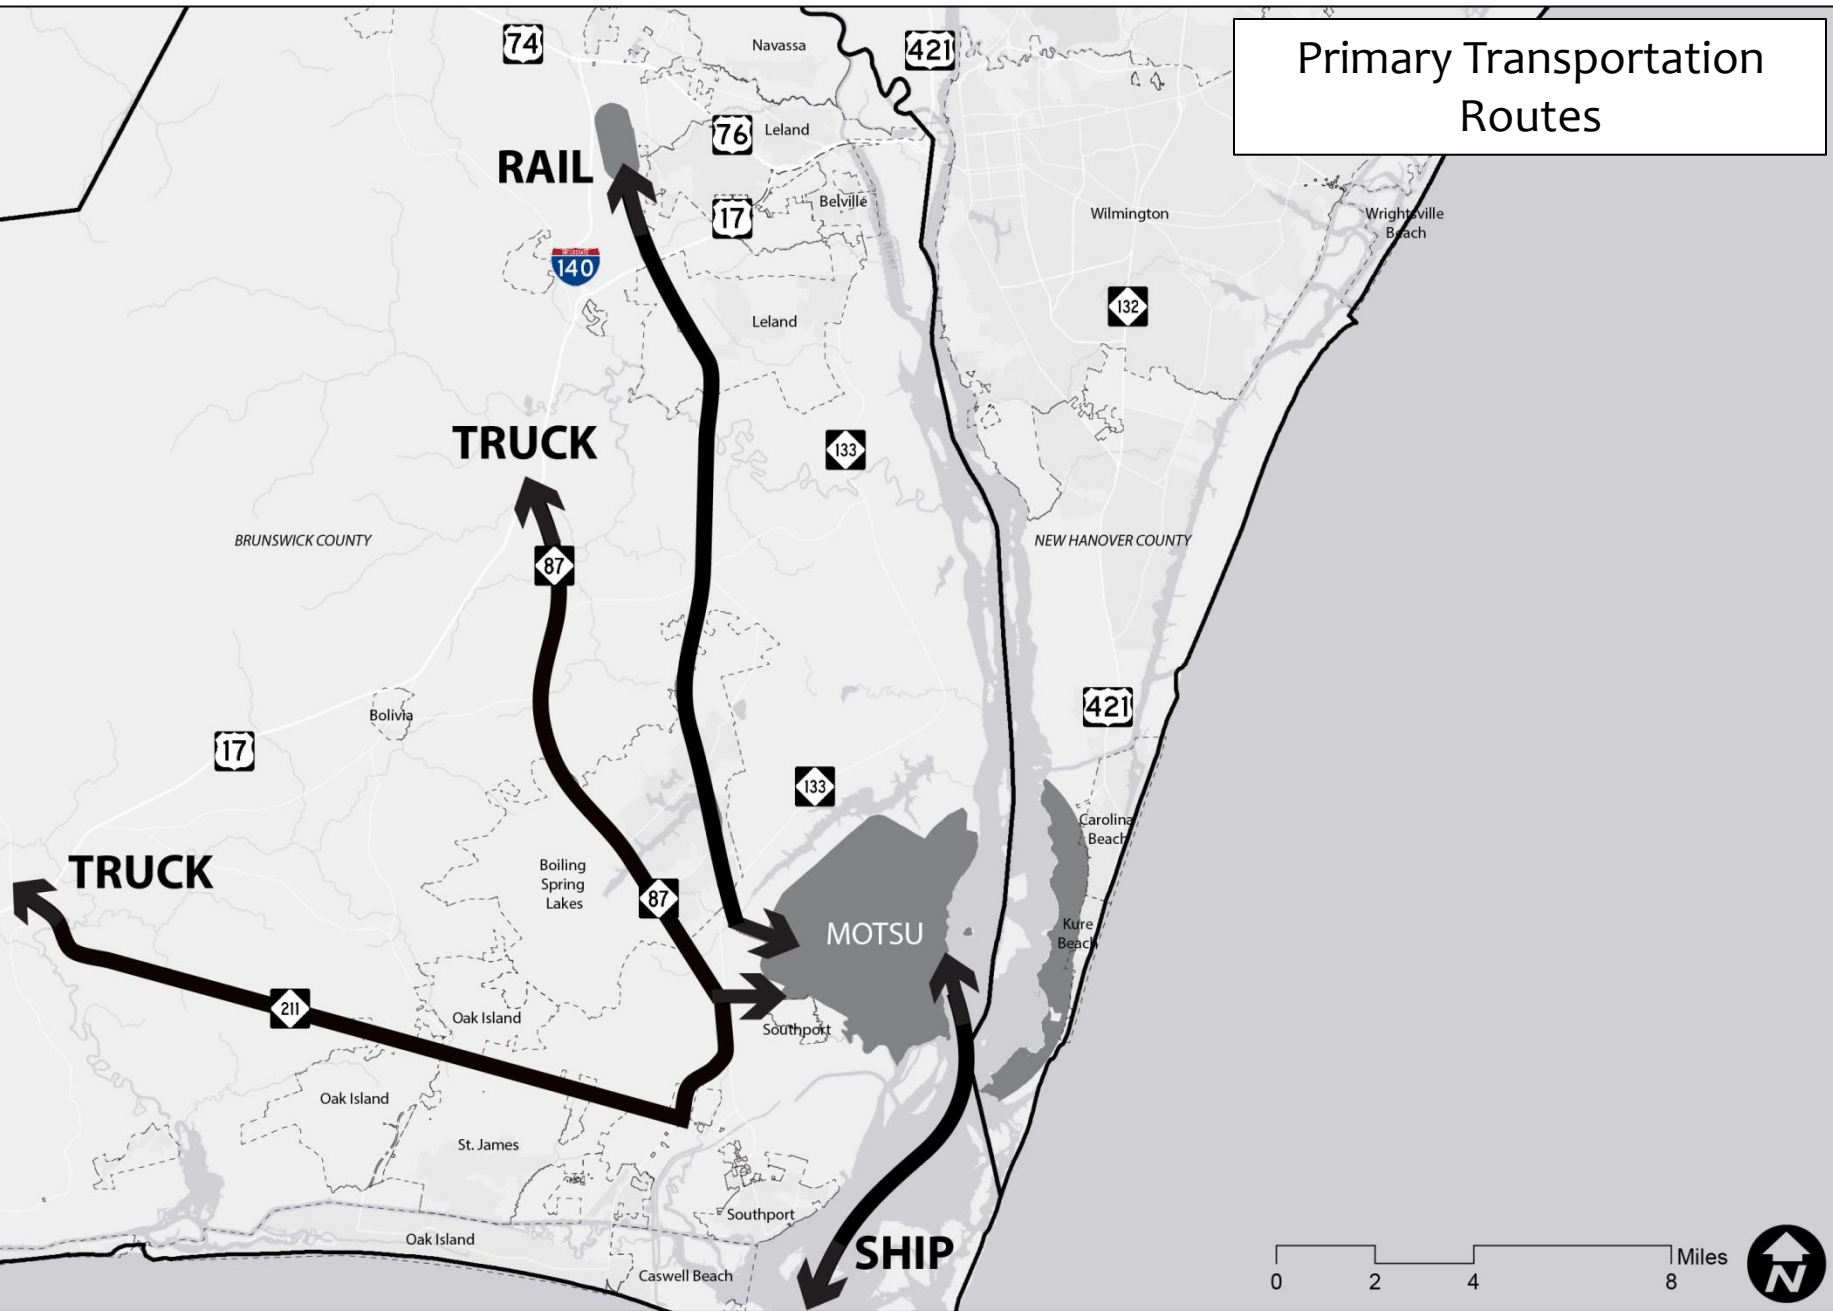 Primary Transportation
Routes
74
Navassa
421
76
Leland
RAIL
17
Belville
Wilmington
Wrightsville
Beach
140
132
Leland
TRUCK
133
BRUNSWICK COUNTY
NEW HANOVER COUNTY
87
421
Bolivia
17
133
Carolina
Beach
TRUCK
Boiling
Spring
Lakes
87
MOTSU
Kure
Beach
211
Oak Island
Southport
Oak Island
St. James
Southport
Oak Island
SHIP
Caswell Beach
Miles
0 2 4 8
N